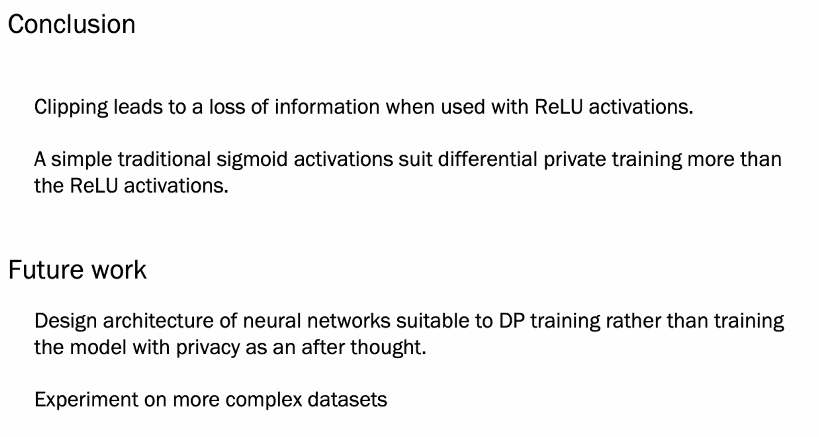 Conclusion
Clipping leads to a loss of information when used with ReLU activations.
A simple traditional sigmoid activations suit differential private training more than
the ReLU activations.
Future work
Design architecture of neural networks suitable to DP training rather than training
the model with privacy as an after thought.
Experiment on more complex datasets